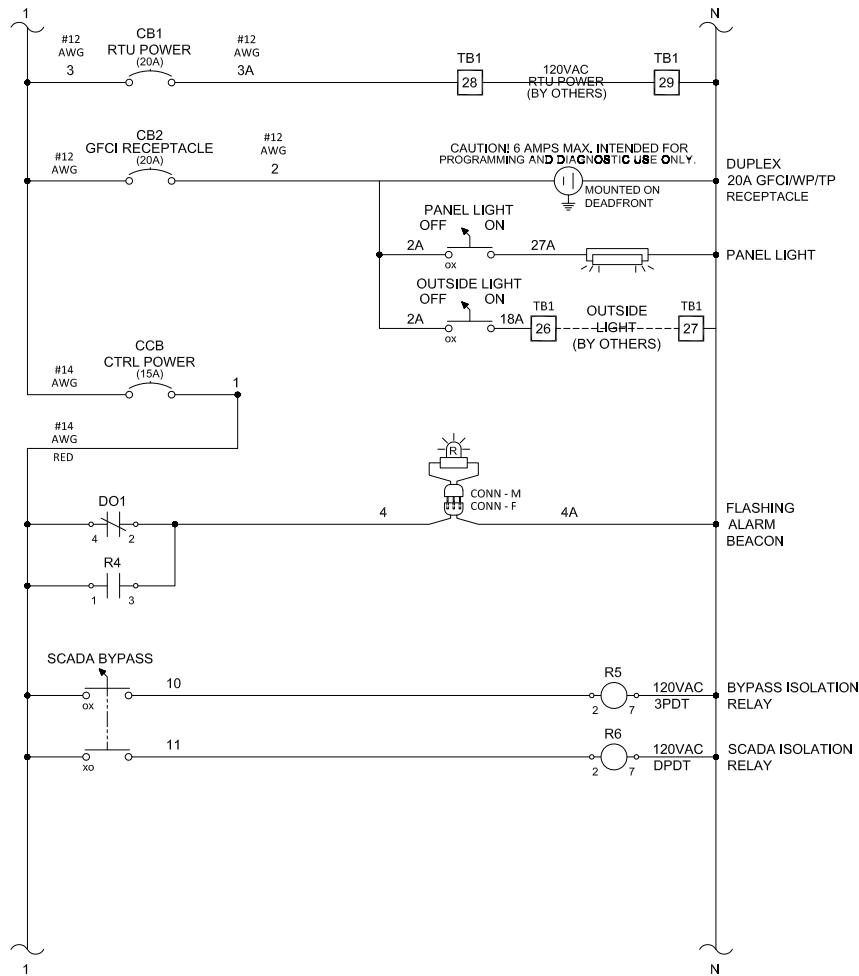 1
N
#12
AWG
3
CB1
RTU POWER
(20A)
#12
AWG
3A
TB1
28
120VAC
RTU POWER
(BY OTHERS)
TB1
29
#12
AWG
CB2
GFCI RECEPTACLE
(20A)
#12
AWG
2
CAUTION! 6 AMPS MAX. INTENDED FOR
PROGRAMMING AND DIAGNOSTIC USE ONLY.
MOUNTED ON
DEADFRONT
DUPLEX
20A GFCI/WP/TP
RECEPTACLE
PANEL LIGHT
OFF ON
2A
ox
27A
PANEL LIGHT
OUTSIDE LIGHT
OFF ON
2A
ox
18A
TB1
26
OUTSIDE
LIGHT
(BY OTHERS)
TB1
27
#14
AWG
CCB
CTRL POWER
(15A)
1
#14
AWG
RED
R
CONN - M
CONN - F
DO1
4 2
4
4A
FLASHING
ALARM
BEACON
R4
1 3
SCADA BYPASS
ox
10
R5
2 7
120VAC
3PDT
BYPASS ISOLATION
RELAY
xo
11
R6
2 7
120VAC
DPDT
SCADA ISOLATION
RELAY
1
N